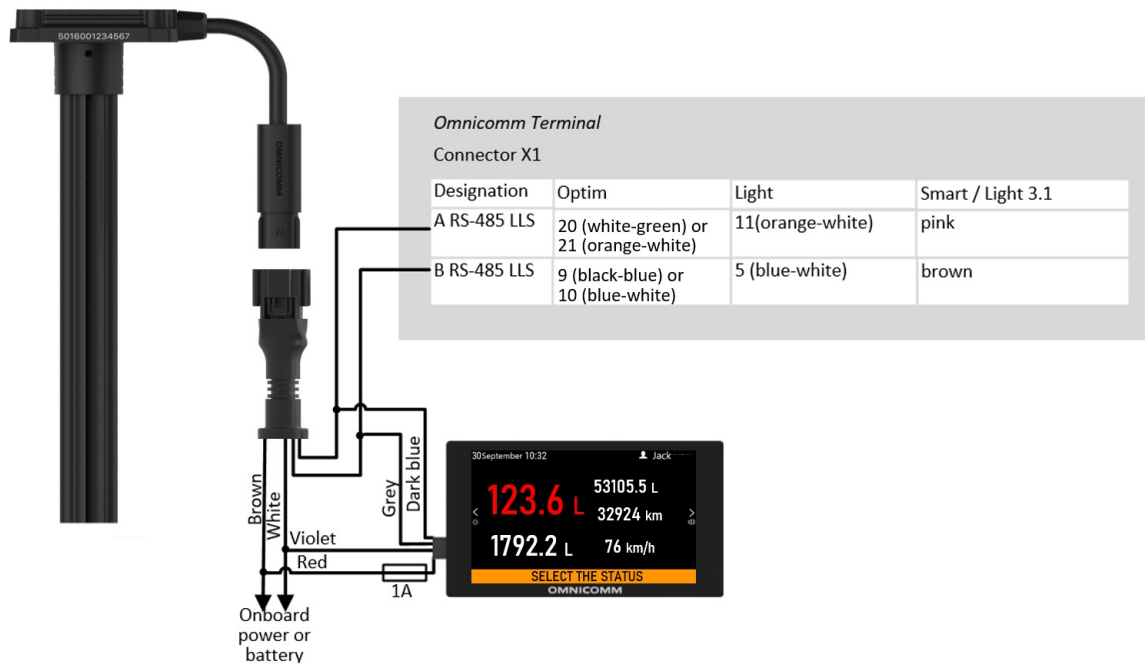 5016001234567
OMNICOMM
Omnicomm Terminal
Connector X1
Designation Optim Light Smart / Light 3.1
A RS-485 LLS 20 (white-green) or 11(orange-white) pink
21 (orange-white)
B RS-485 LLS 9 (black-blue) or 5 (blue-white) brown
10 (blue-white)
Brown
White
Grey
Dark blue
Violet
Red
1A
Onboard
power or
battery
30September 10:32 Jack
123.6 L 53105.5 L
32924 km
1792.2 L 76 km/h
SELECT THE STATUS
OMNICOMM